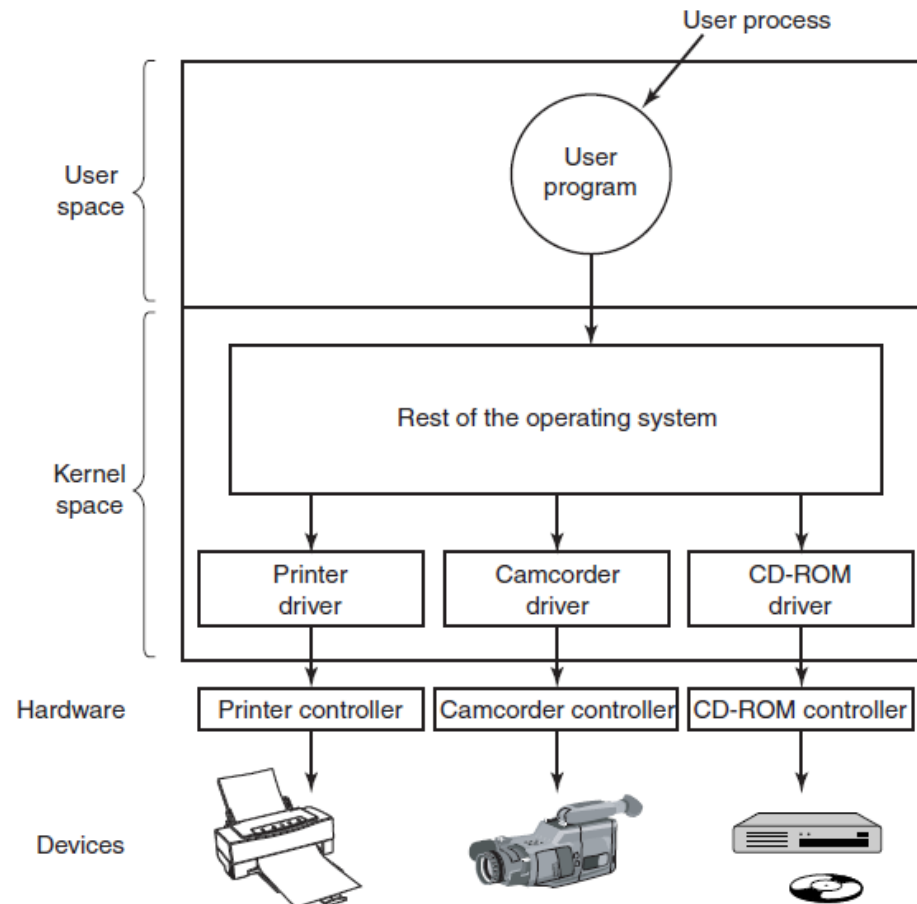 User process
User
program
User
space
Rest of the operating system
Kernel
space
Printer
driver
Camcorder
driver
CD-ROM
driver
Hardware
Printer controller
Camcorder controller
CD-ROM controller
Devices